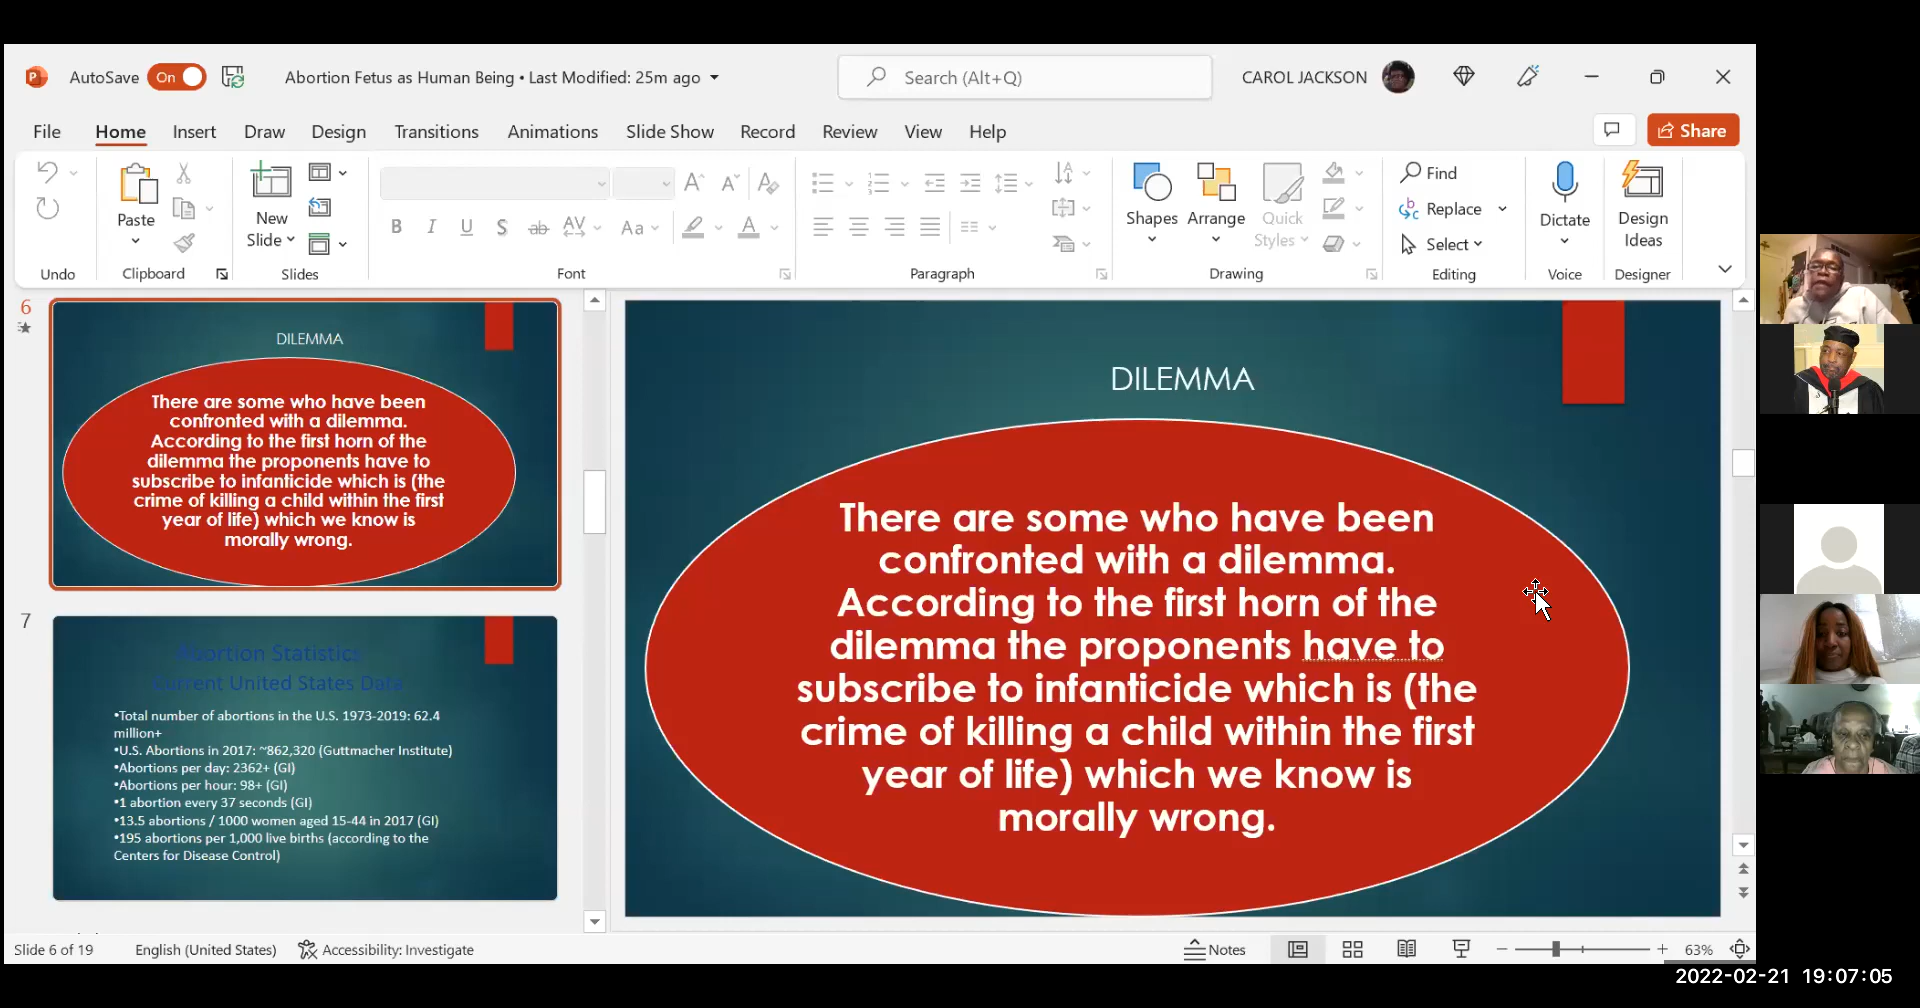 AutoSave On Abortion Fetus as Human Being • Last Modified: 25m ago Search (Alt+Q) CAROL JACKSON
File Home Insert Draw Design Transitions Animations Slide Show Record Review View Help Share
Paste
New
Slide
B I U S ab AV Aa A
Shapes Arrange Quick
Styles
Find
Replace
Select
Dictate
Design
Ideas
Undo Clipboard Slides Font Paragraph Drawing Editing Voice Designer
6
DILEMMA
There are some who have been
confronted with a dilemma.
According to the first horn of the
dilemma the proponents have to
subscribe to infanticide which is (the
crime of killing a child within the first
year of life) which we know is
morally wrong.
7
Abortion Statistics
Current United States Data
•Total number of abortions in the U.S. 1973-2019: 62.4
million+
•U.S. Abortions in 2017: ~862,320 (Guttmacher Institute)
•Abortions per day: 2362+ (GI)
•Abortions per hour: 98+ (GI)
•1 abortion every 37 seconds (GI)
•13.5 abortions / 1000 women aged 15-44 in 2017 (GI)
•195 abortions per 1,000 live births (according to the
Centers for Disease Control)
DILEMMA
There are some who have been
confronted with a dilemma.
According to the first horn of the
dilemma the proponents have to
subscribe to infanticide which is (the
crime of killing a child within the first
year of life) which we know is
morally wrong.
Slide 6 of 19 English (United States) Accessibility: Investigate Notes 63%
2022-02-21 19:07:05